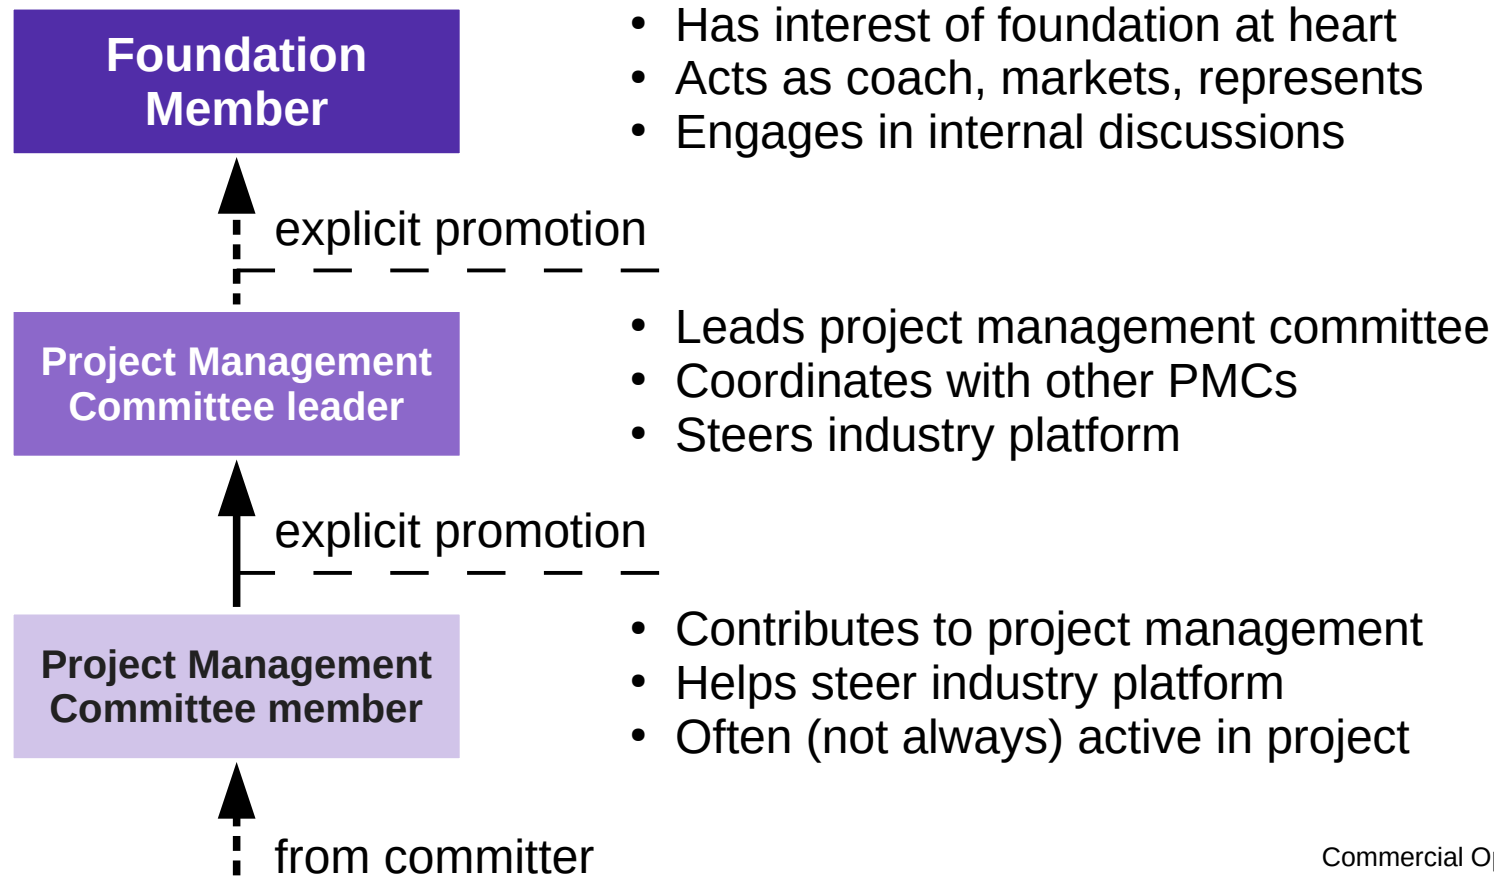 Foundation
Member
• Has interest of foundation at heart
• Acts as coach, markets, represents
• Engages in internal discussions
explicit promotion
Project Management
Committee leader
• Leads project management committee
• Coordinates with other PMCs
• Steers industry platform
explicit promotion
Project Management
Committee member
• Contributes to project management
• Helps steer industry platform
• Often (not always) active in project
from committer
Commercial